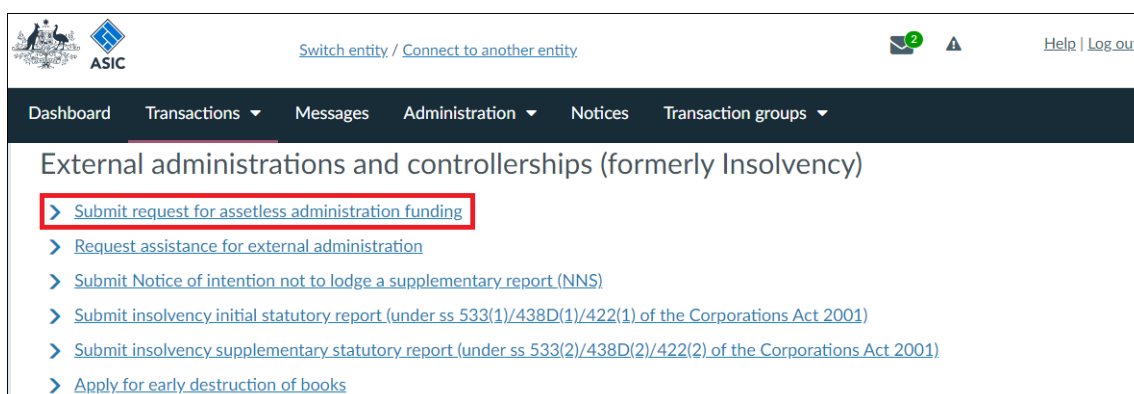 ASIC
Switch entity / Connect to another entity
2
Help | Log out
Dashboard Transactions Messages Administration Notices Transaction groups
External administrations and controllerships (formerly Insolvency)
Submit request for assetless administration funding
Request assistance for external administration
Submit Notice of intention not to lodge a supplementary report (NNS)
Submit insolvency initial statutory report (under ss 533(1)/438D(1)/422(1) of the Corporations Act 2001)
Submit insolvency supplementary statutory report (under ss 533(2)/438D(2)/422(2) of the Corporations Act 2001)
Apply for early destruction of books